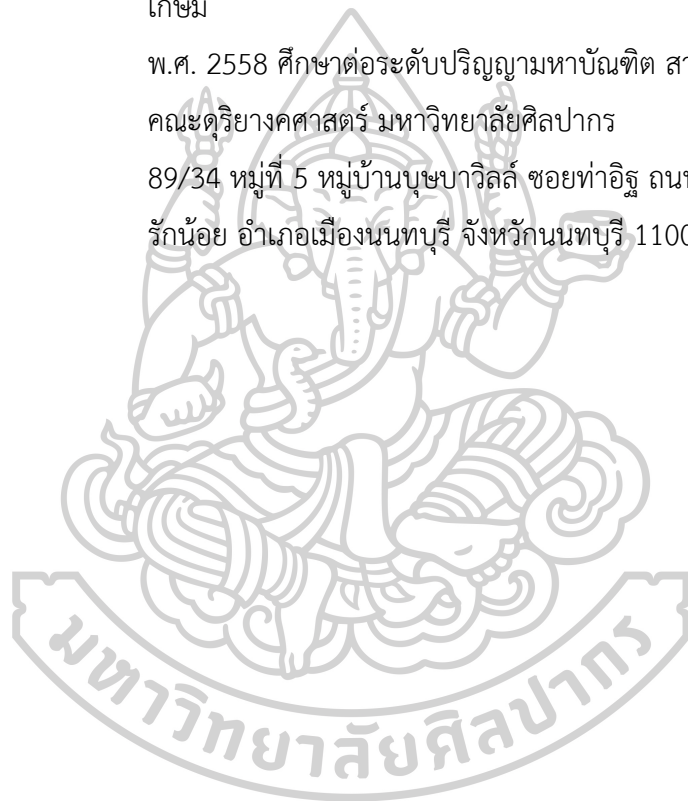 เกษม
พ.ศ. 2558 ศึกษาต่อระดับปริญญามหาบัณฑิต
คณะดุริยางคศาสตร์ มหาวิทยาลัยศิลปากร
89/34 หมู่ที่ 5 หมู่บ้านบุษบาวิลล์ ซอยท่าอิฐ
รักน้อย อำเภอเมืองนนทบุรี จังหวัดนนทบุรี 1100
มหาวิทยาลัยศิลปากร